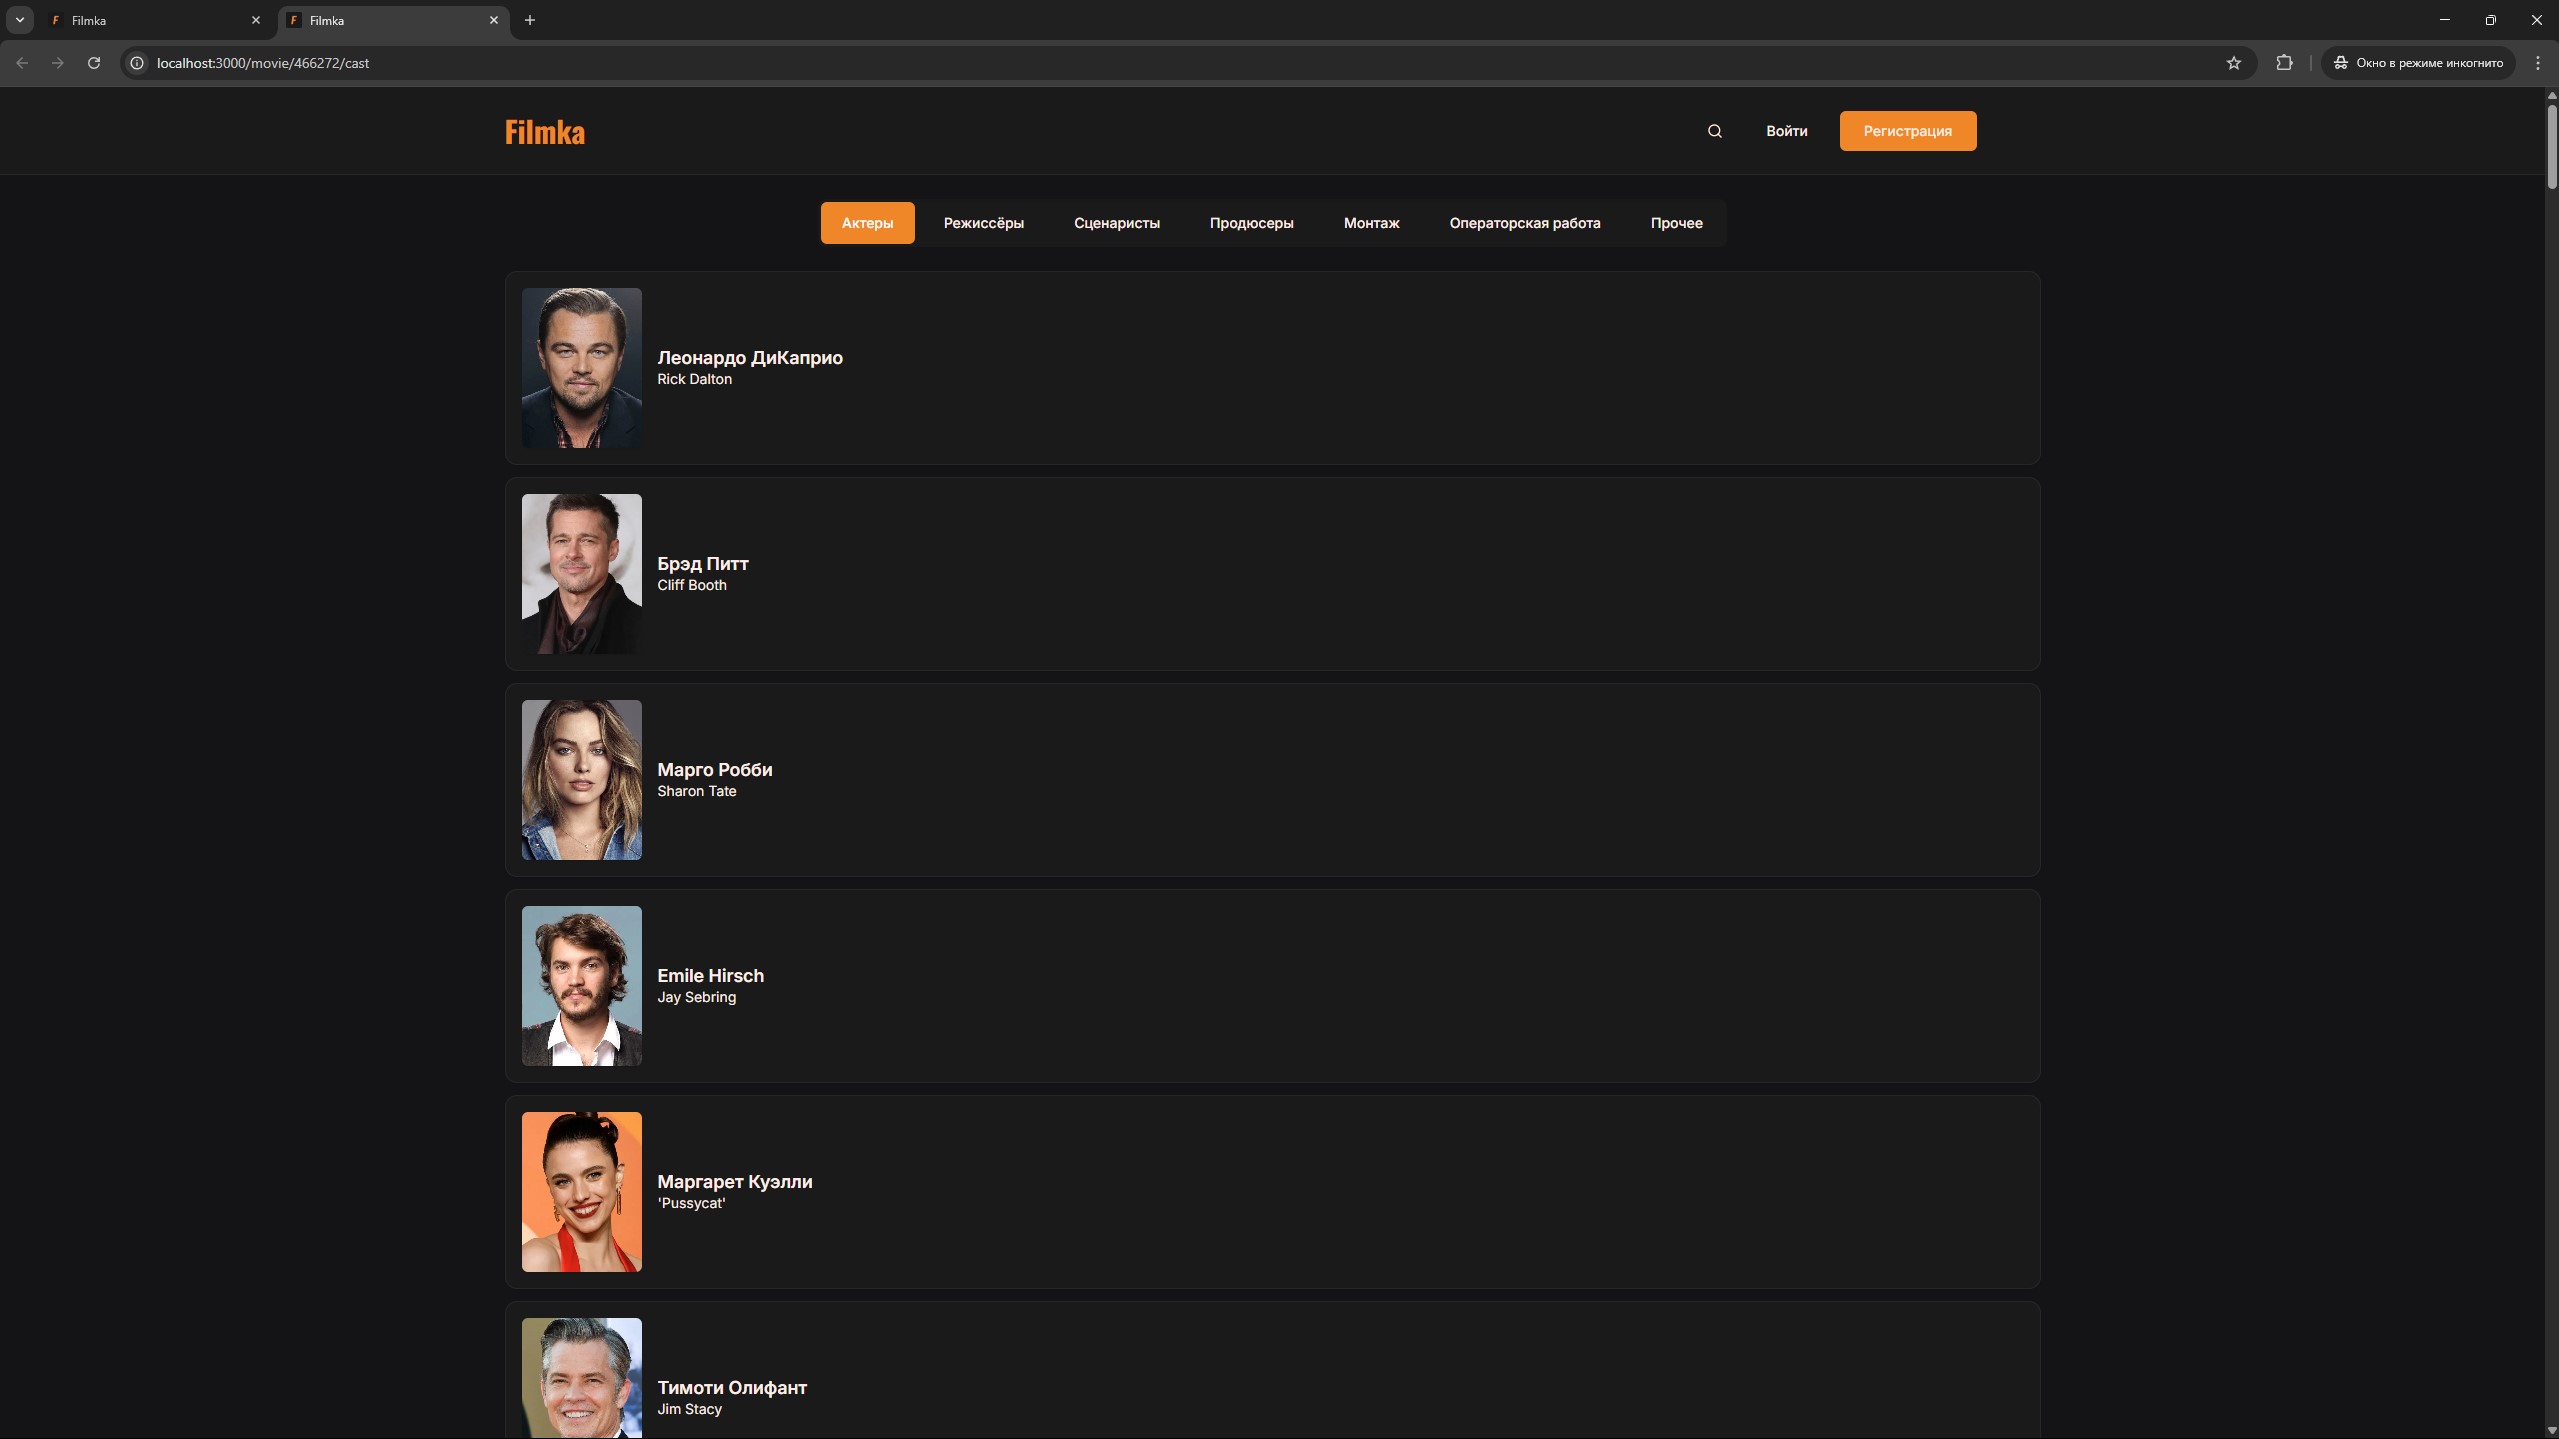 F Filmka
F Filmka
localhost:3000/movie/466272/cast
Окно в режиме инкогнито
Filmka
Войти
Регистрация
Актеры
Режиссёры
Сценаристы
Продюсеры
Монтаж
Операторская работа
Прочее
Леонардо ДиКаприо
Rick Dalton
Брэд Питт
Cliff Booth
Марго Робби
Sharon Tate
Emile Hirsch
Jay Sebring
Маргарет Куэлли
'Pussycat'
Тимоти Олифант
Jim Stacy